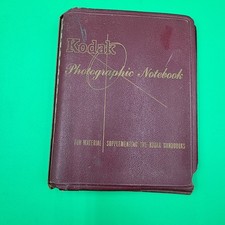 Kodak
Photographic Notebook
FOR MATERIAL SUPPLEMENTING THE KODAK HANDBOOKS